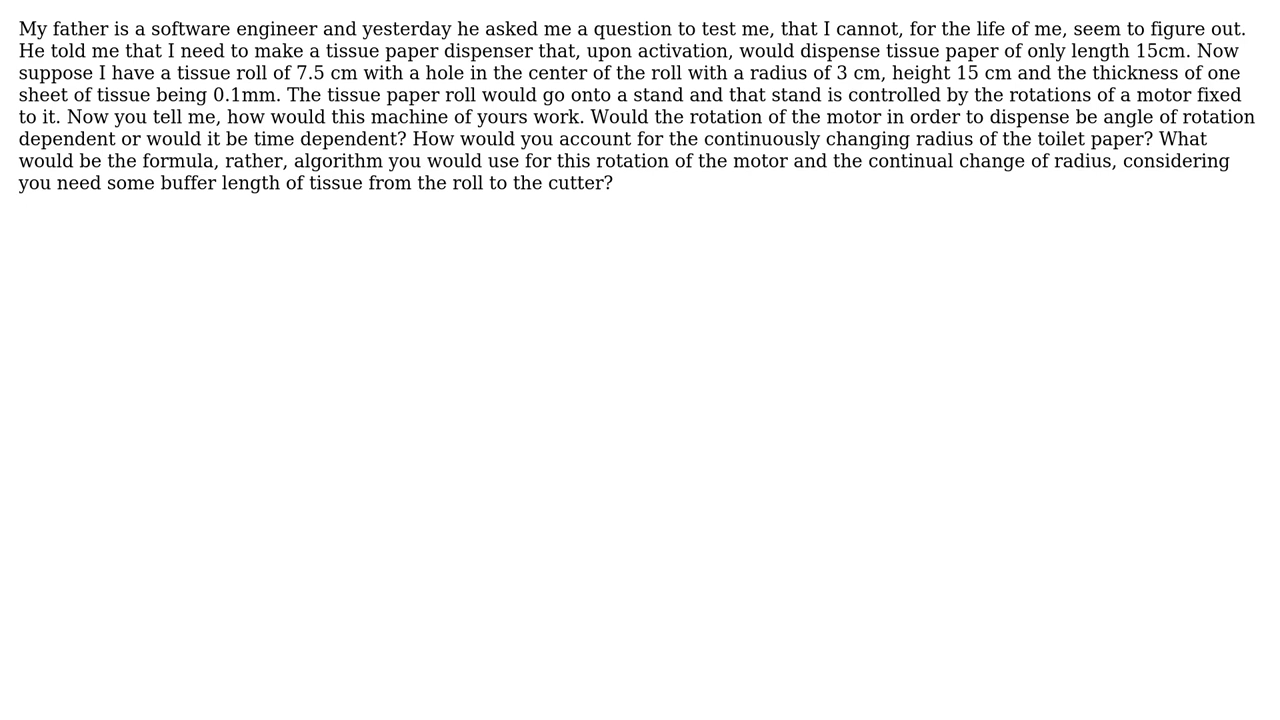 My father is a software engineer and yesterday he asked me a question to test me, that I cannot, for the life of me, seem to figure out.
He told me that I need to make a tissue paper dispenser that, upon activation, would dispense tissue paper of only length 15cm. Now
suppose I have a tissue roll of 7.5 cm with a hole in the center of the roll with a radius of 3 cm, height 15 cm and the thickness of one
sheet of tissue being 0.1mm. The tissue paper roll would go onto a stand and that stand is controlled by the rotations of a motor fixed
to it. Now you tell me, how would this machine of yours work. Would the rotation of the motor in order to dispense be angle of rotation
dependent or would it be time dependent? How would you account for the continuously changing radius of the toilet paper? What
would be the formula, rather, algorithm you would use for this rotation of the motor and the continual change of radius, considering
you need some buffer length of tissue from the roll to the cutter?